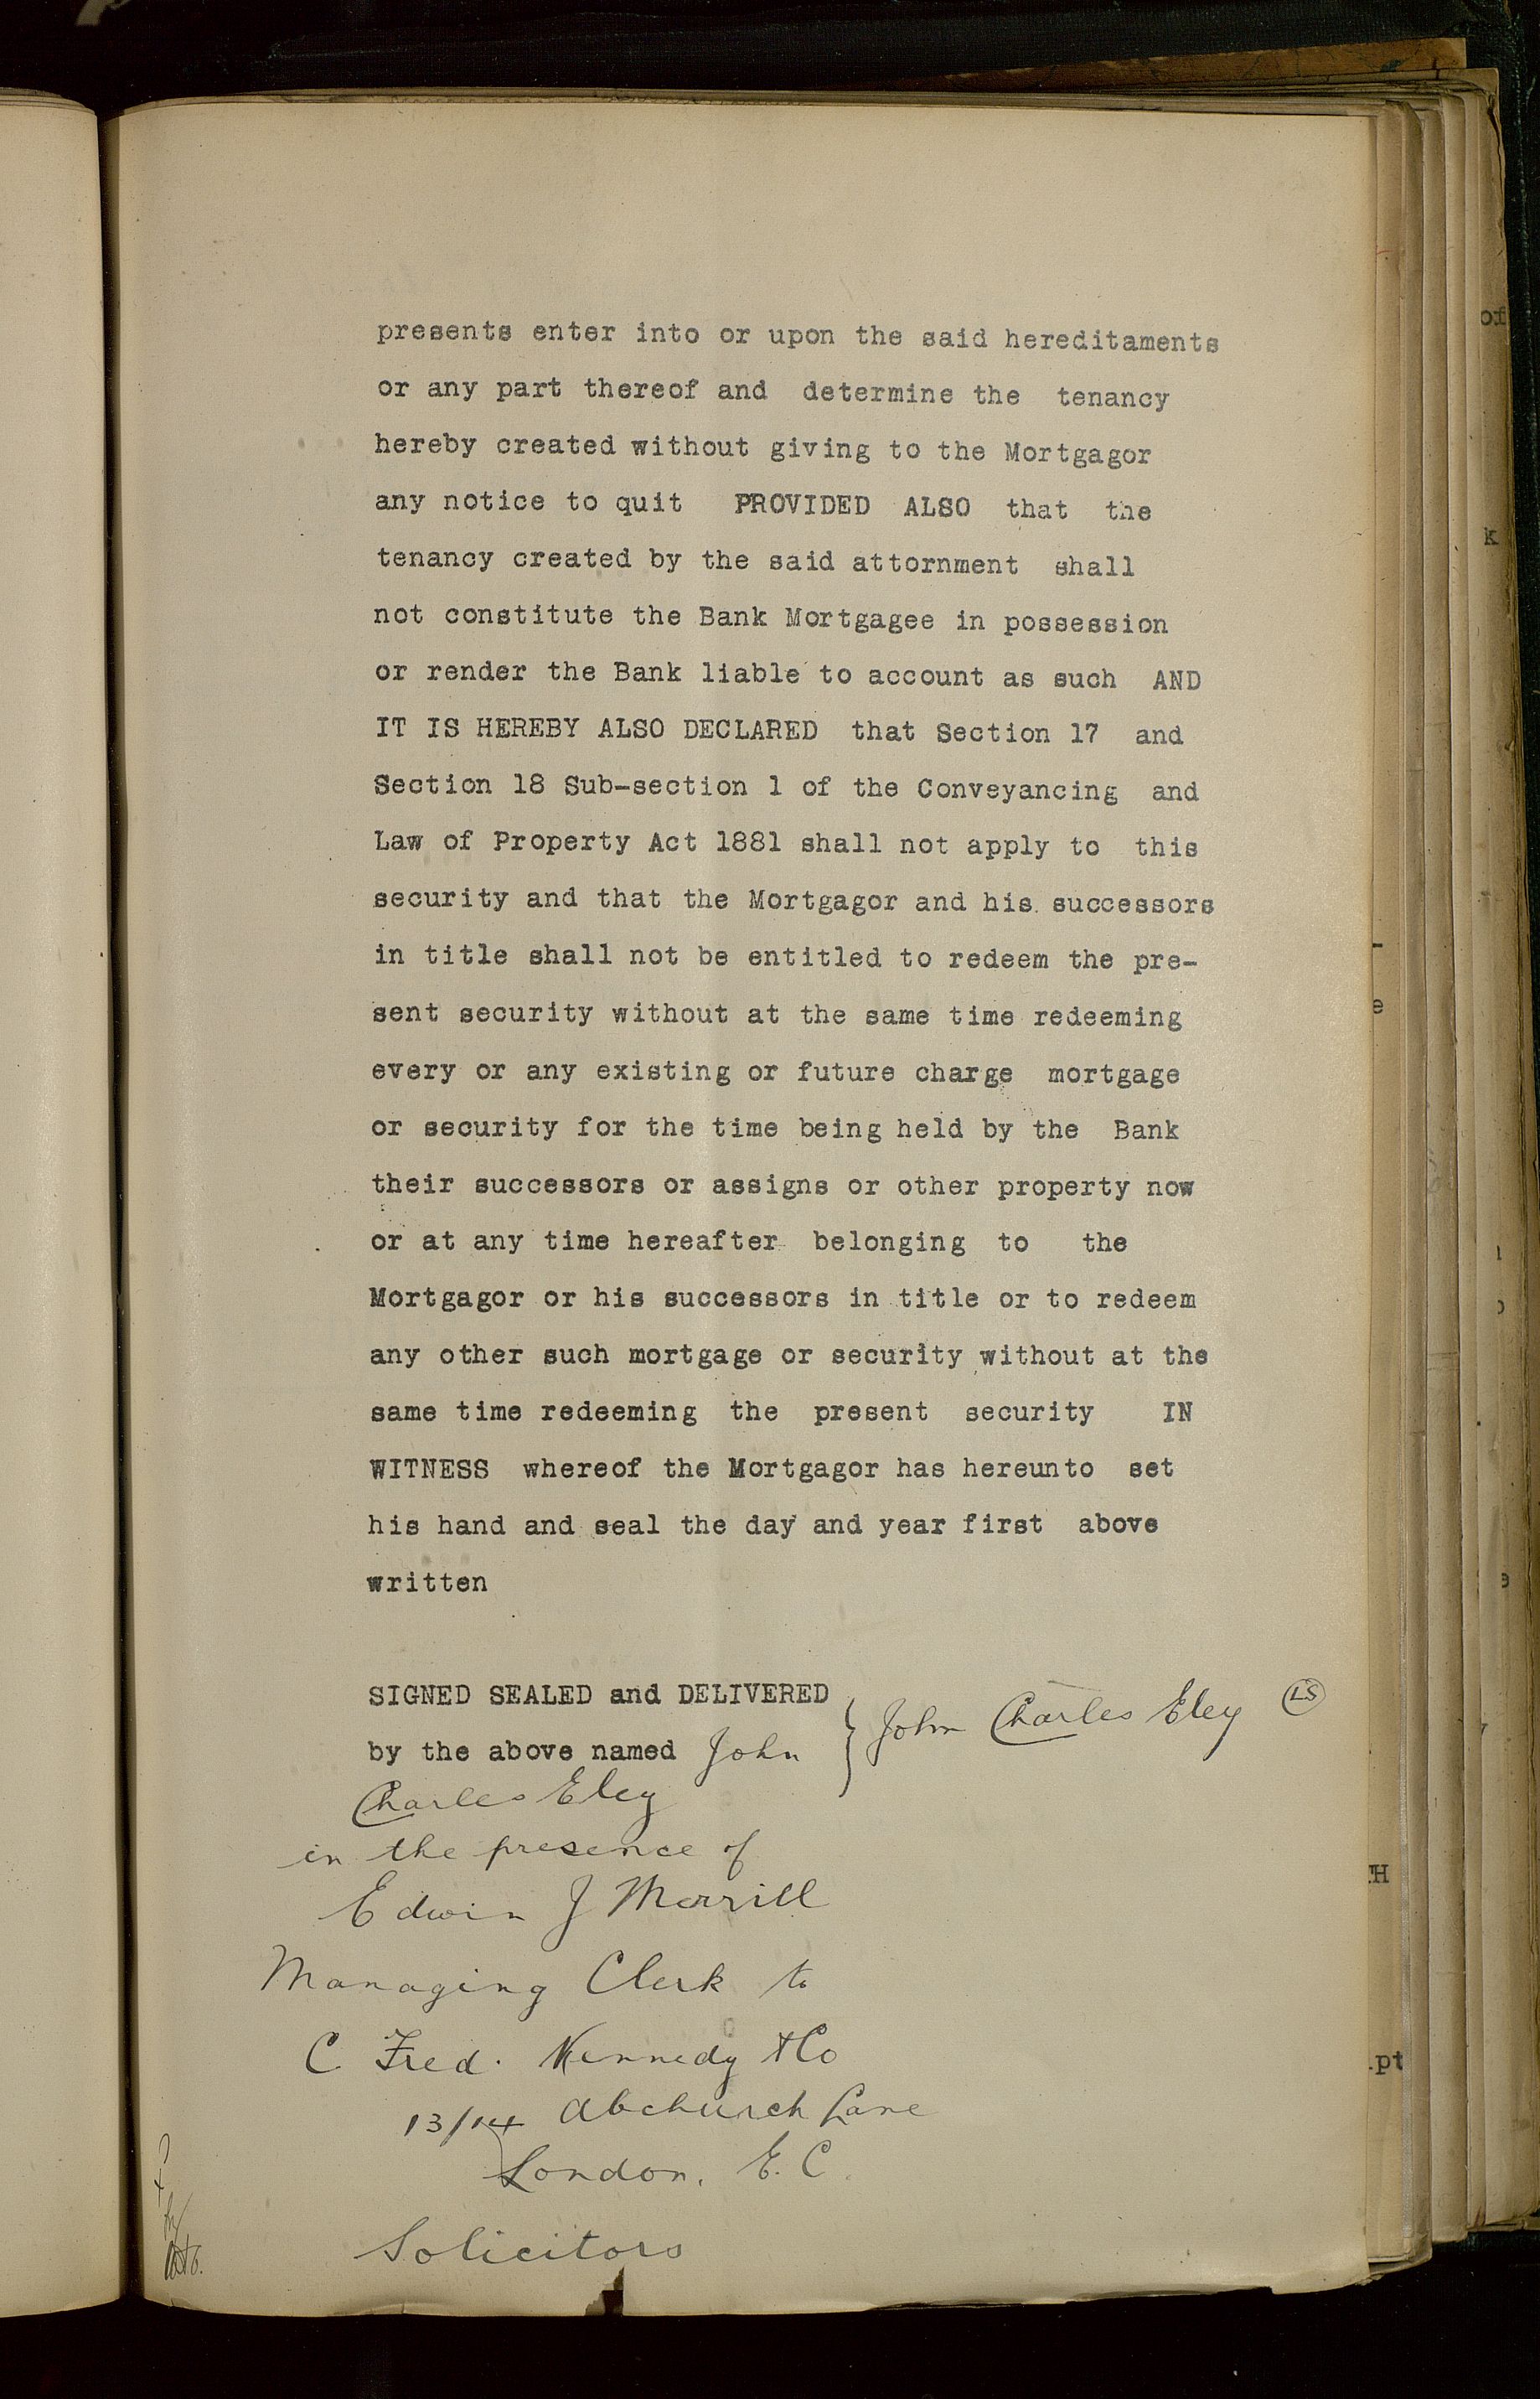 presents enter into or upon the said hereditaments
or any part thereof and determine the tenancy
hereby created without giving to the Mortgagor
any notice to quit PROVIDED ALSO that the
tenancy created by the said attornment shall
not constitute the Bank Mortgagee in possession
or render the Bank liable to account as such AND
IT IS HEREBY ALSO DECLARED that Section 17 and
Section 18 Sub-section 1 of the Conveyancing and
Law of Property Act 1881 shall not apply to this
security and that the Mortgagor and his successors
in title shall not be entitled to redeem the pre-
sent security without at the same time redeeming
every or any existing or future charge mortgage
or security for the time being held by the Bank
their successors or assigns or other property now
or at any time hereafter belonging to the
Mortgagor or his successors in title or to redeem
any other such mortgage or security without at the
same time redeeming the present security IN
WITNESS whereof the Mortgagor has hereunto set
his hand and seal the day and year first above
written
SIGNED SEALED and DELIVERED
by the above named John } John Charles Eley LS
Charles Eley
in the presence of
Edwin J Merrill
Managing Clerk to
C. Fred. Kennedy & Co
13/14 Abchurch Lane
London. E. C.
Solicitors